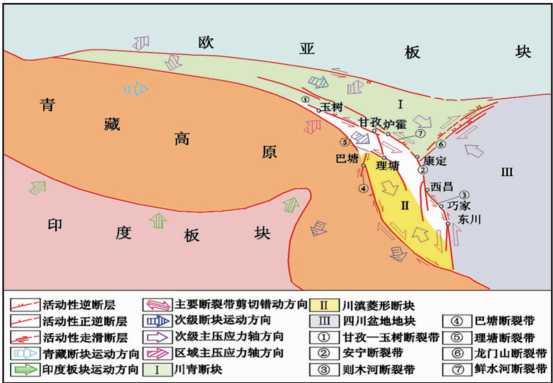 欧亚板块
青藏高原
印度板块
①
玉树
甘孜
炉霍
⑦
Ⅰ
⑥
⑤
巴塘
理塘
康定
②
Ⅲ
④
西昌
③
Ⅱ
巧家
东川
活动性逆断层
活动性正逆断层
活动性走滑断层
青藏断块运动方向
印度板块运动方向
主要断裂带剪切错动方向
次级断块运动方向
次级主压应力轴方向
区域主压应力轴方向
Ⅰ 川青断块
Ⅱ 川滇菱形断块
Ⅲ 四川盆地地块
① 甘孜—玉树断裂带
② 安宁断裂带
③ 则木河断裂带
④ 巴塘断裂带
⑤ 理塘断裂带
⑥ 龙门山断裂带
⑦ 鲜水河断裂带